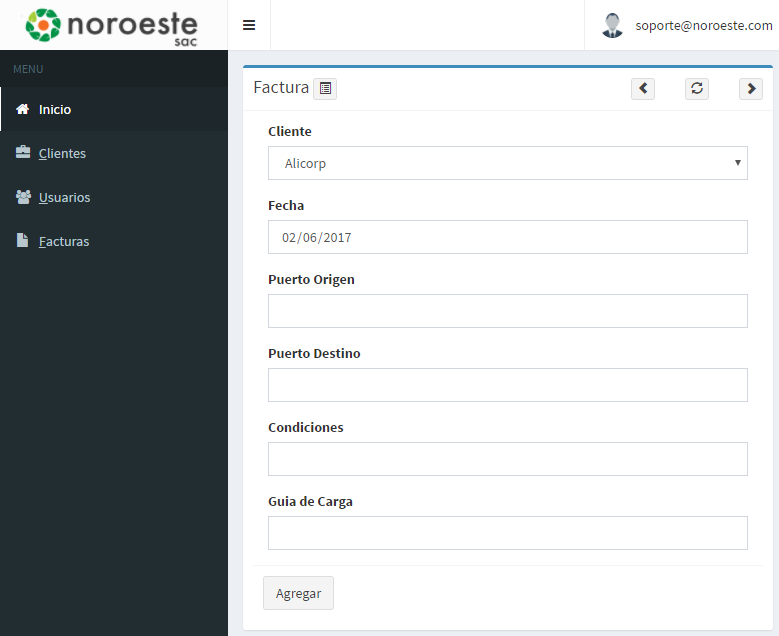 noroeste
sac
soporte@noroeste.com
MENU
Inicio
Clientes
Usuarios
Facturas
Factura
Cliente
Alicorp
Fecha
02/06/2017
Puerto Origen
Puerto Destino
Condiciones
Guia de Carga
Agregar